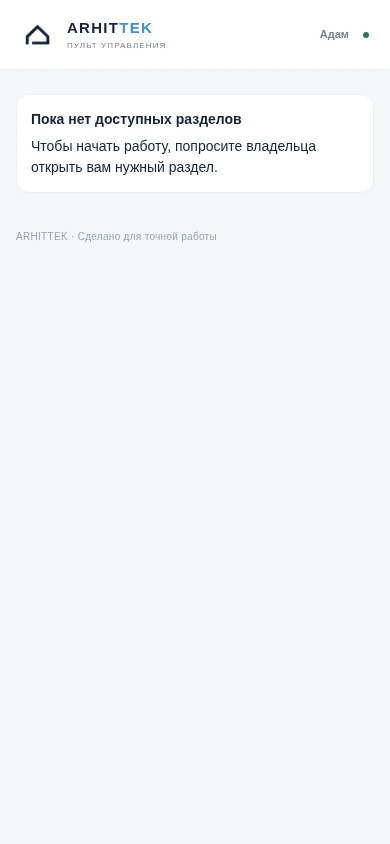 ARHITTEK
ПУЛЬТ УПРАВЛЕНИЯ
Адам
Пока нет доступных разделов
Чтобы начать работу, попросите владельца
открыть вам нужный раздел.
ARHITTEK · Сделано для точной работы